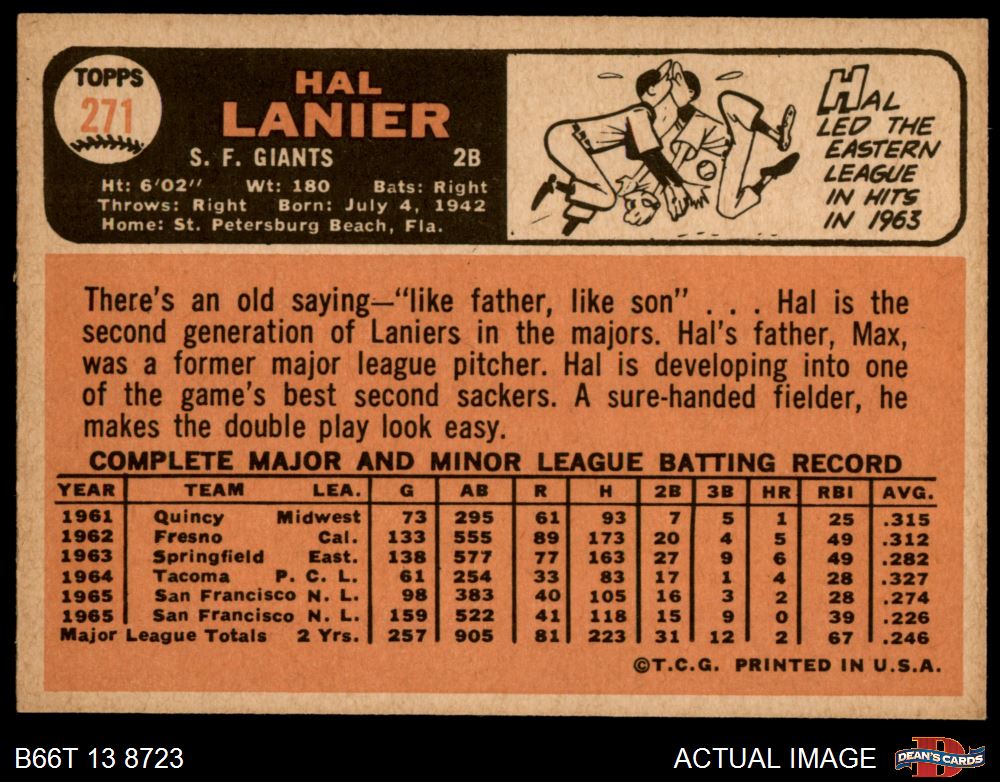 TOPPS
271
HAL
LANIER
S. F. GIANTS 2B
Ht: 6'02" Wt: 180 Bats: Right
Throws: Right Born: July 4, 1942
Home: St. Petersburg Beach, Fla.
HAL
LED THE
EASTERN
LEAGUE
IN HITS
IN 1963
There's an old saying—"like father, like son" . . . Hal is the
second generation of Laniers in the majors. Hal's father, Max,
was a former major league pitcher. Hal is developing into one
of the game's best second sackers. A sure-handed fielder, he
makes the double play look easy.
COMPLETE MAJOR AND MINOR LEAGUE BATTING RECORD
YEAR TEAM LEA. G AB R H 2B 3B HR RBI AVG.
1961 Quincy Midwest 73 295 61 93 7 5 1 25 .315
1962 Fresno Cal. 133 555 89 173 20 4 5 49 .312
1963 Springfield East. 138 577 77 163 27 9 6 49 .282
1964 Tacoma P. C. L. 61 254 33 83 17 1 4 28 .327
1965 San Francisco N. L. 98 383 40 105 16 3 2 28 .274
1965 San Francisco N. L. 159 522 41 118 15 9 0 39 .226
Major League Totals 2 Yrs. 257 905 81 223 31 12 2 67 .246
©T.C.G. PRINTED IN U.S.A.
B66T 13 8723
ACTUAL IMAGE
D
DEAN'S CARDS